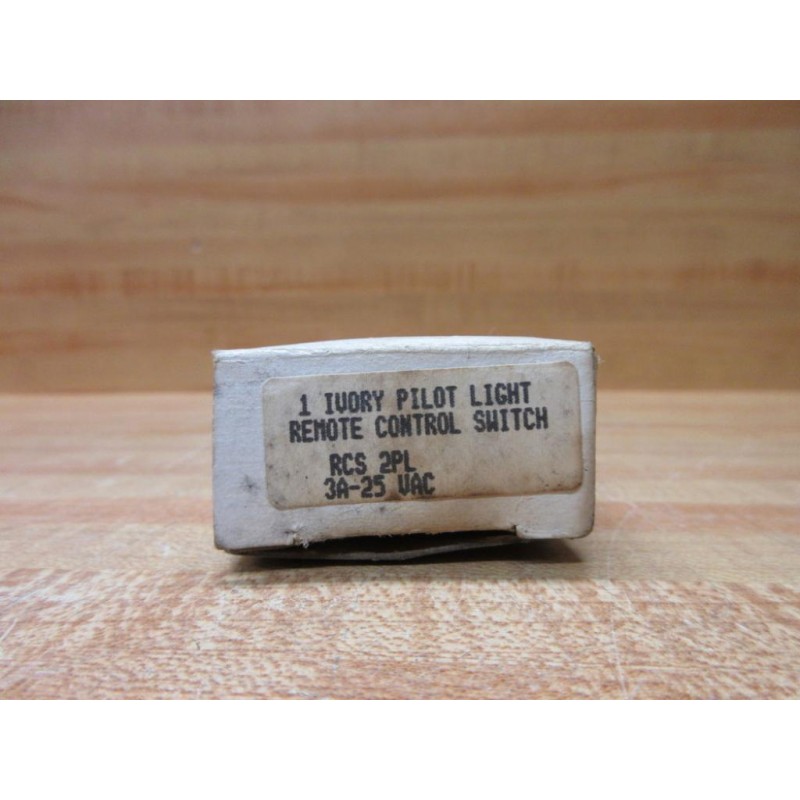 1 IVORY PILOT LIGHT
REMOTE CONTROL SWITCH
RCS 2PL
3A-25 VAC